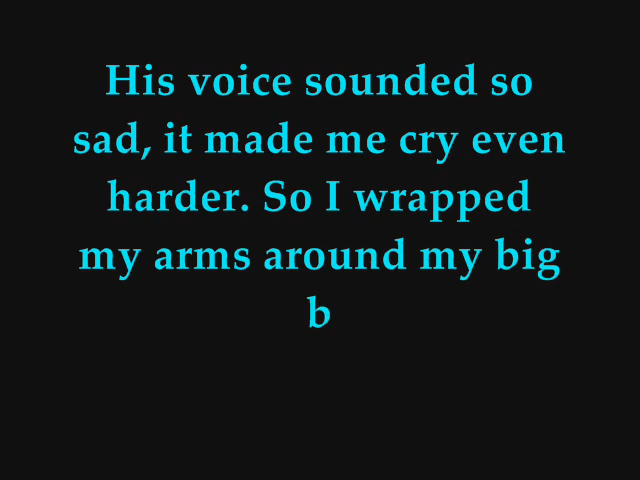 His voice sounded so
sad, it made me cry even
harder. So I wrapped
my arms around my big
b